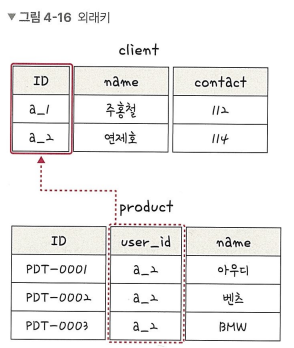 ▼ 그림 4-16 외래키
client
ID name contact
a_1 주홍철 112
a_2 연제호 114
product
ID user_id name
PDT-0001 a_2 아우디
PDT-0002 a_2 벤츠
PDT-0003 a_2 BMW